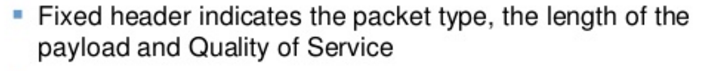 ▪ Fixed header indicates the packet type, the length of the
payload and Quality of Service